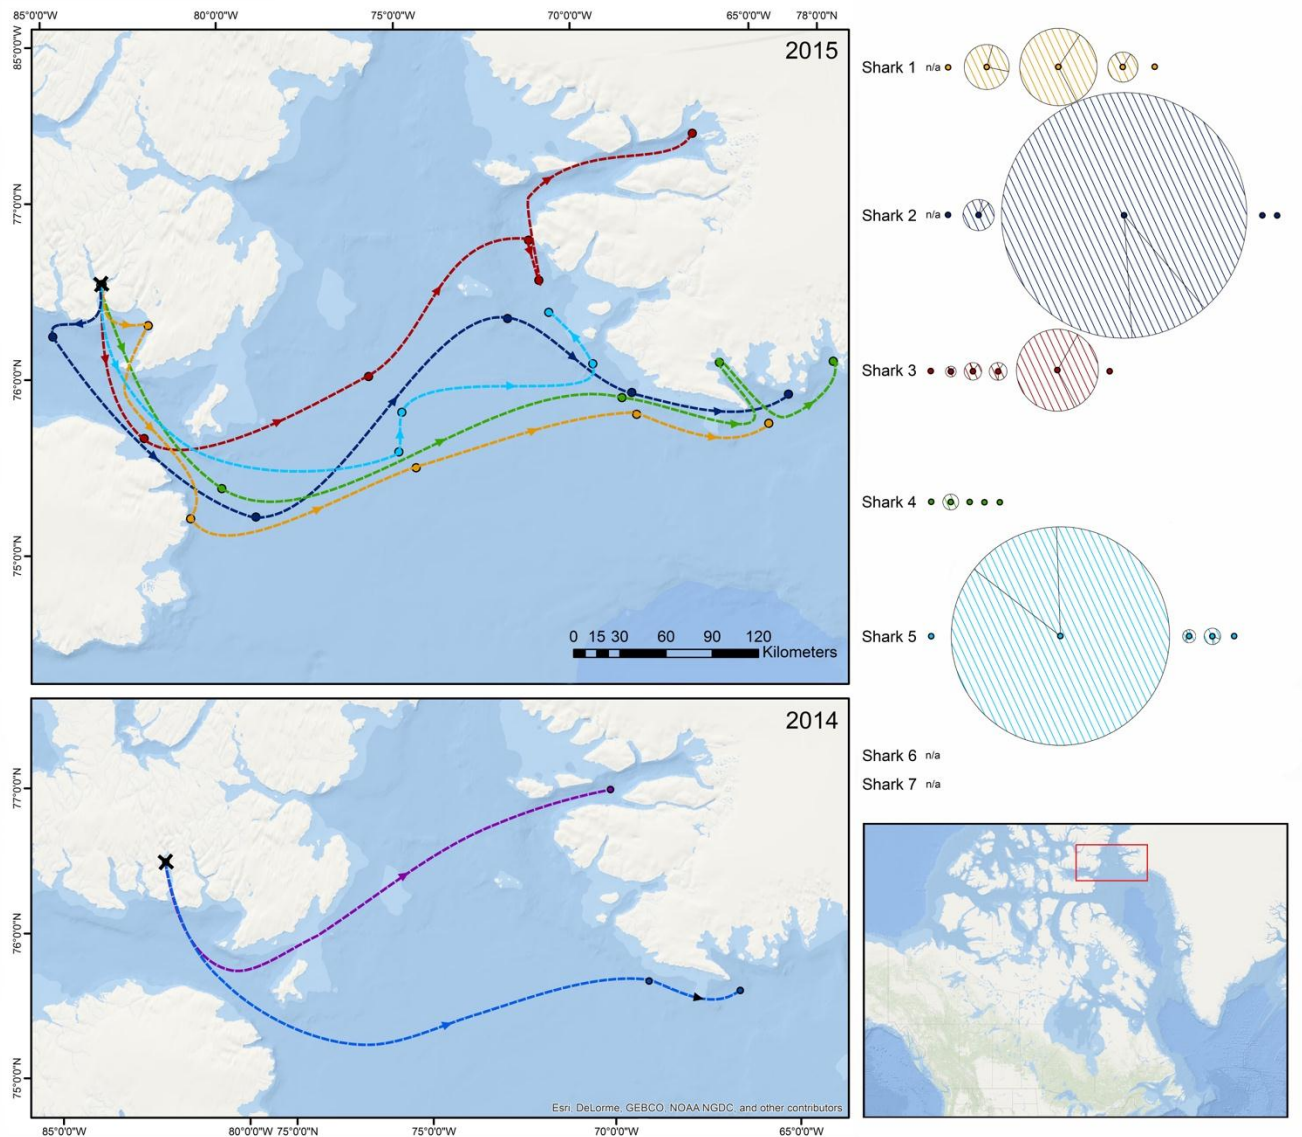 85°0'0"W 80°0'0"W 75°0'0"W 70°0'0"W 65°0'0"W 78°0'0"N
85°0'0"N
2015
77°0'0"N
76°0'0"N
75°0'0"N
0 15 30 60 90 120
Kilometers
2014
77°0'0"N
76°0'0"N
75°0'0"N
Esri, DeLorme, GEBCO, NOAA NGDC, and other contributors
85°0'0"W 80°0'0"W 75°0'0"W 75°0'0"W 70°0'0"W 65°0'0"W
Shark 1 n/a
Shark 2 n/a
Shark 3
Shark 4
Shark 5
Shark 6 n/a
Shark 7 n/a